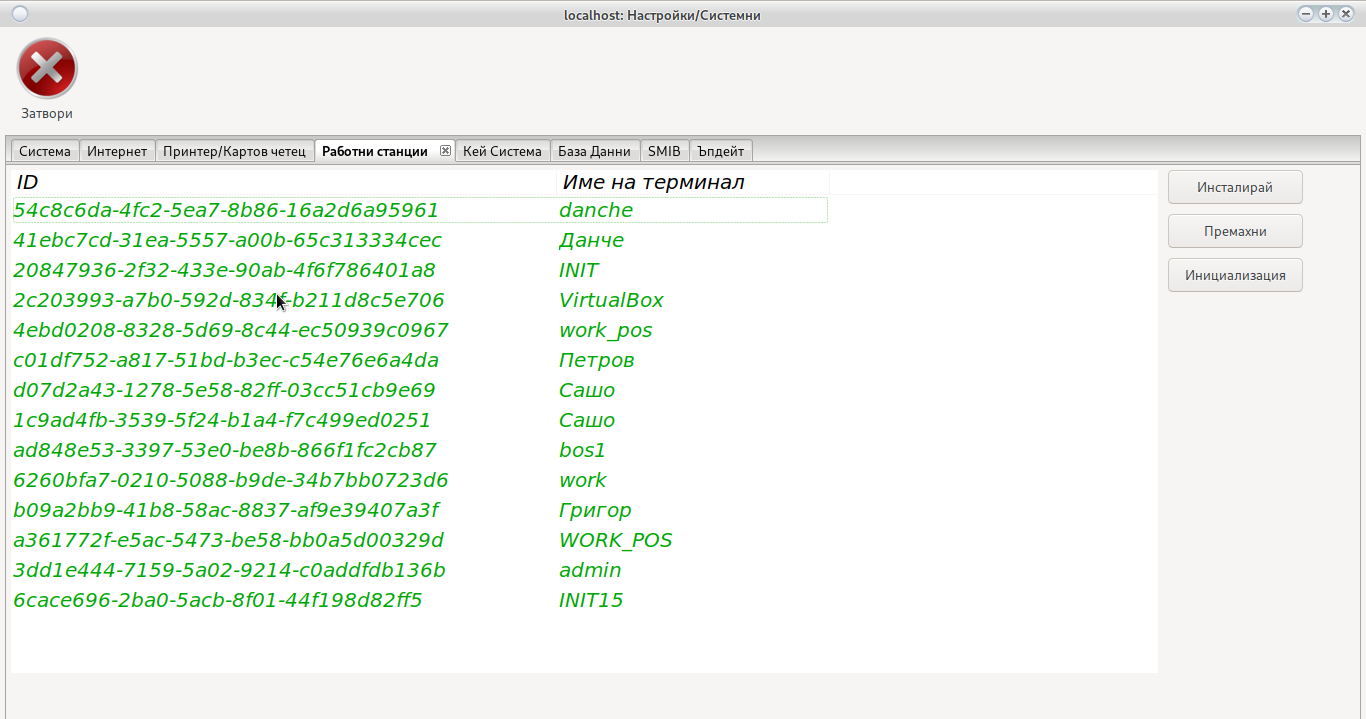 localhost: Настройки/Системни
Затвори
Система Интернет Принтер/Картов четец Работни станции Кей Система База Данни SMIB Ъпдейт
ID Име на терминал
54c8c6da-4fc2-5ea7-8b86-16a2d6a95961 danche
41ebc7cd-31ea-5557-a00b-65c313334cec Данче
20847936-2f32-433e-90ab-4f6f786401a8 INIT
2c203993-a7b0-592d-834f-b211d8c5e706 VirtualBox
4ebd0208-8328-5d69-8c44-ec50939c0967 work_pos
c01df752-a817-51bd-b3ec-c54e76e6a4da Петров
d07d2a43-1278-5e58-82ff-03cc51cb9e69 Сашо
1c9ad4fb-3539-5f24-b1a4-f7c499ed0251 Сашо
ad848e53-3397-53e0-be8b-866f1fc2cb87 bos1
6260bfa7-0210-5088-b9de-34b7bb0723d6 work
b09a2bb9-41b8-58ac-8837-af9e39407a3f Григор
a361772f-e5ac-5473-be58-bb0a5d00329d WORK_POS
3dd1e444-7159-5a02-9214-c0addfdb136b admin
6cace696-2ba0-5acb-8f01-44f198d82ff5 INIT15
Инсталирай
Премахни
Инициализация